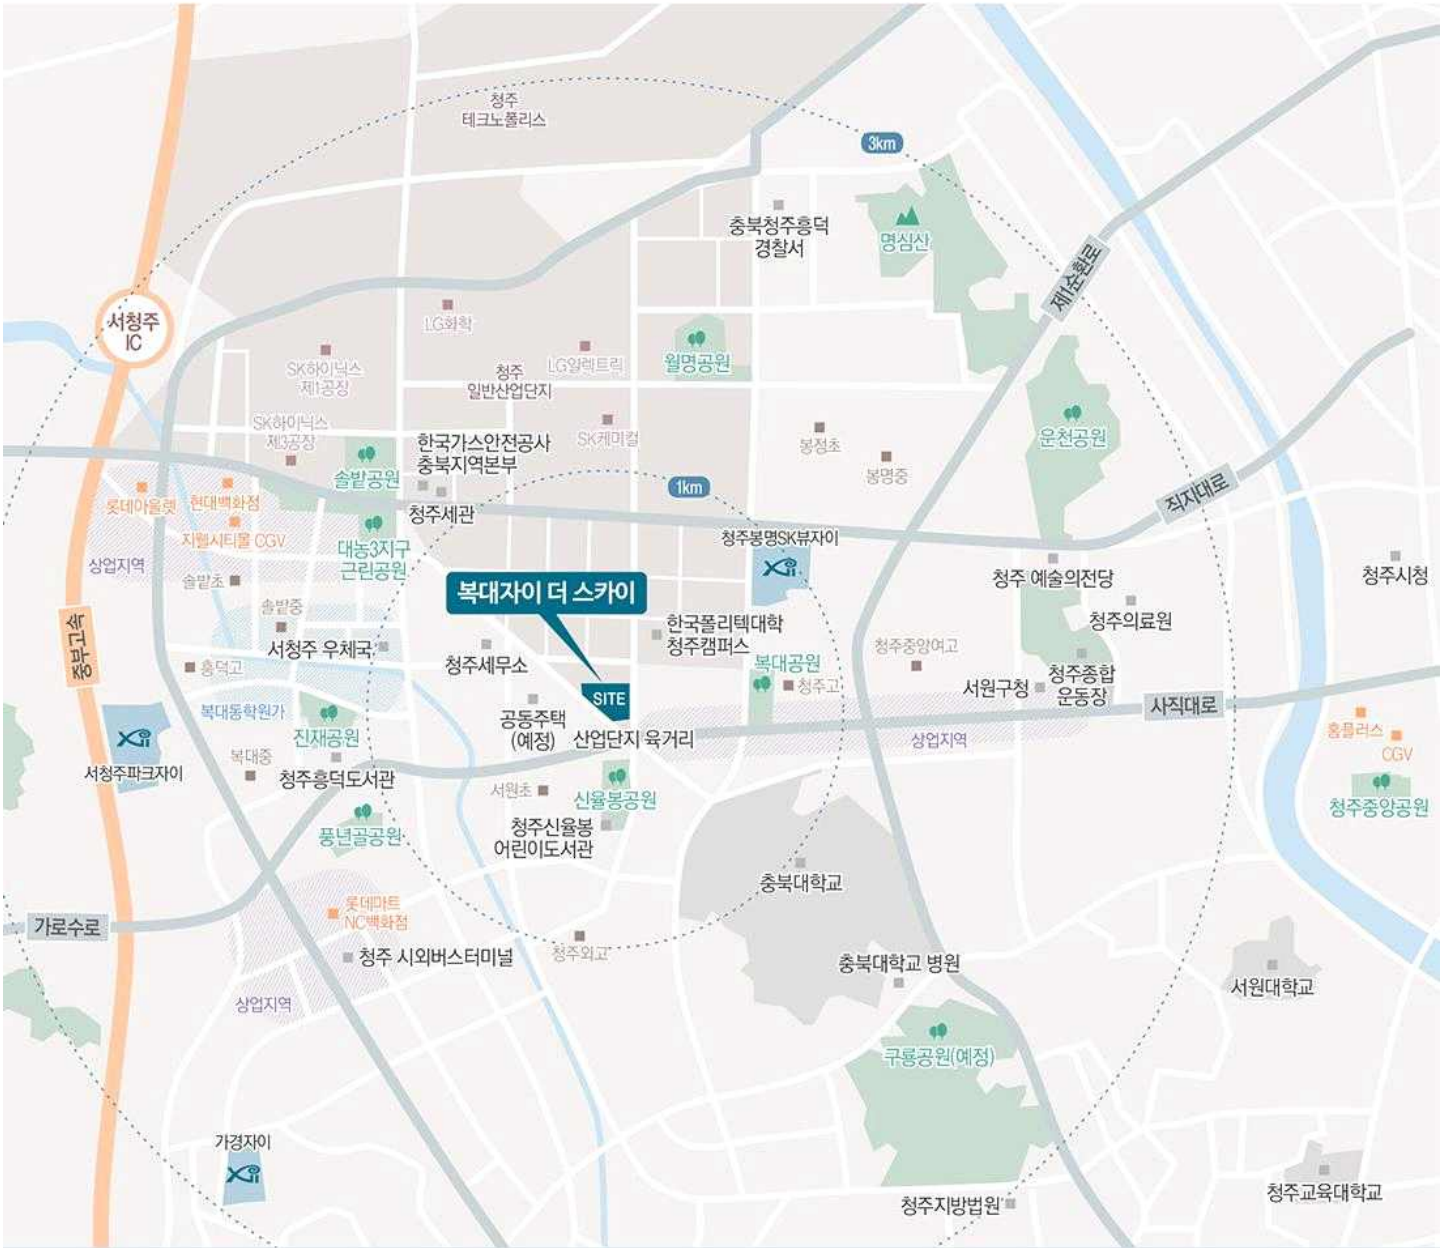 청주
테크노폴리스
3km
충북청주흥덕
경찰서
명심산
제1순환로
서청주
IC
LG화학
SK하이닉스
제1공장
LG일렉트릭
월명공원
청주
일반산업단지
SK하이닉스
제3공장
SK케미컬
한국가스안전공사
충북지역본부
봉정초
봉명중
운천공원
솔밭공원
1km
직지대로
롯데아울렛
현대백화점
청주세관
지웰시티몰 CGV
청주봉명SK뷰자이
Xi
대농3지구
근린공원
상업지역
솔밭초
청주 예술의전당
청주시청
복대자이 더 스카이
솔밭중
청주의료원
한국폴리텍대학
청주캠퍼스
중부고속
서청주 우체국
청주세무소
복대공원
청주중앙여고
흥덕고
청주고
서원구청
청주종합
운동장
SITE
복대동학원가
공동주택
(예정)
사직대로
진재공원
산업단지 육거리
상업지역
홈플러스
CGV
Xi
서청주파크자이
복대중
청주흥덕도서관
서원초
신율봉공원
청주중앙공원
풍년골공원
청주신율봉
어린이도서관
충북대학교
롯데마트
NC백화점
가로수로
청주 시외버스터미널
청주외고
충북대학교 병원
서원대학교
상업지역
구룡공원(예정)
가경자이
Xi
청주지방법원
청주교육대학교